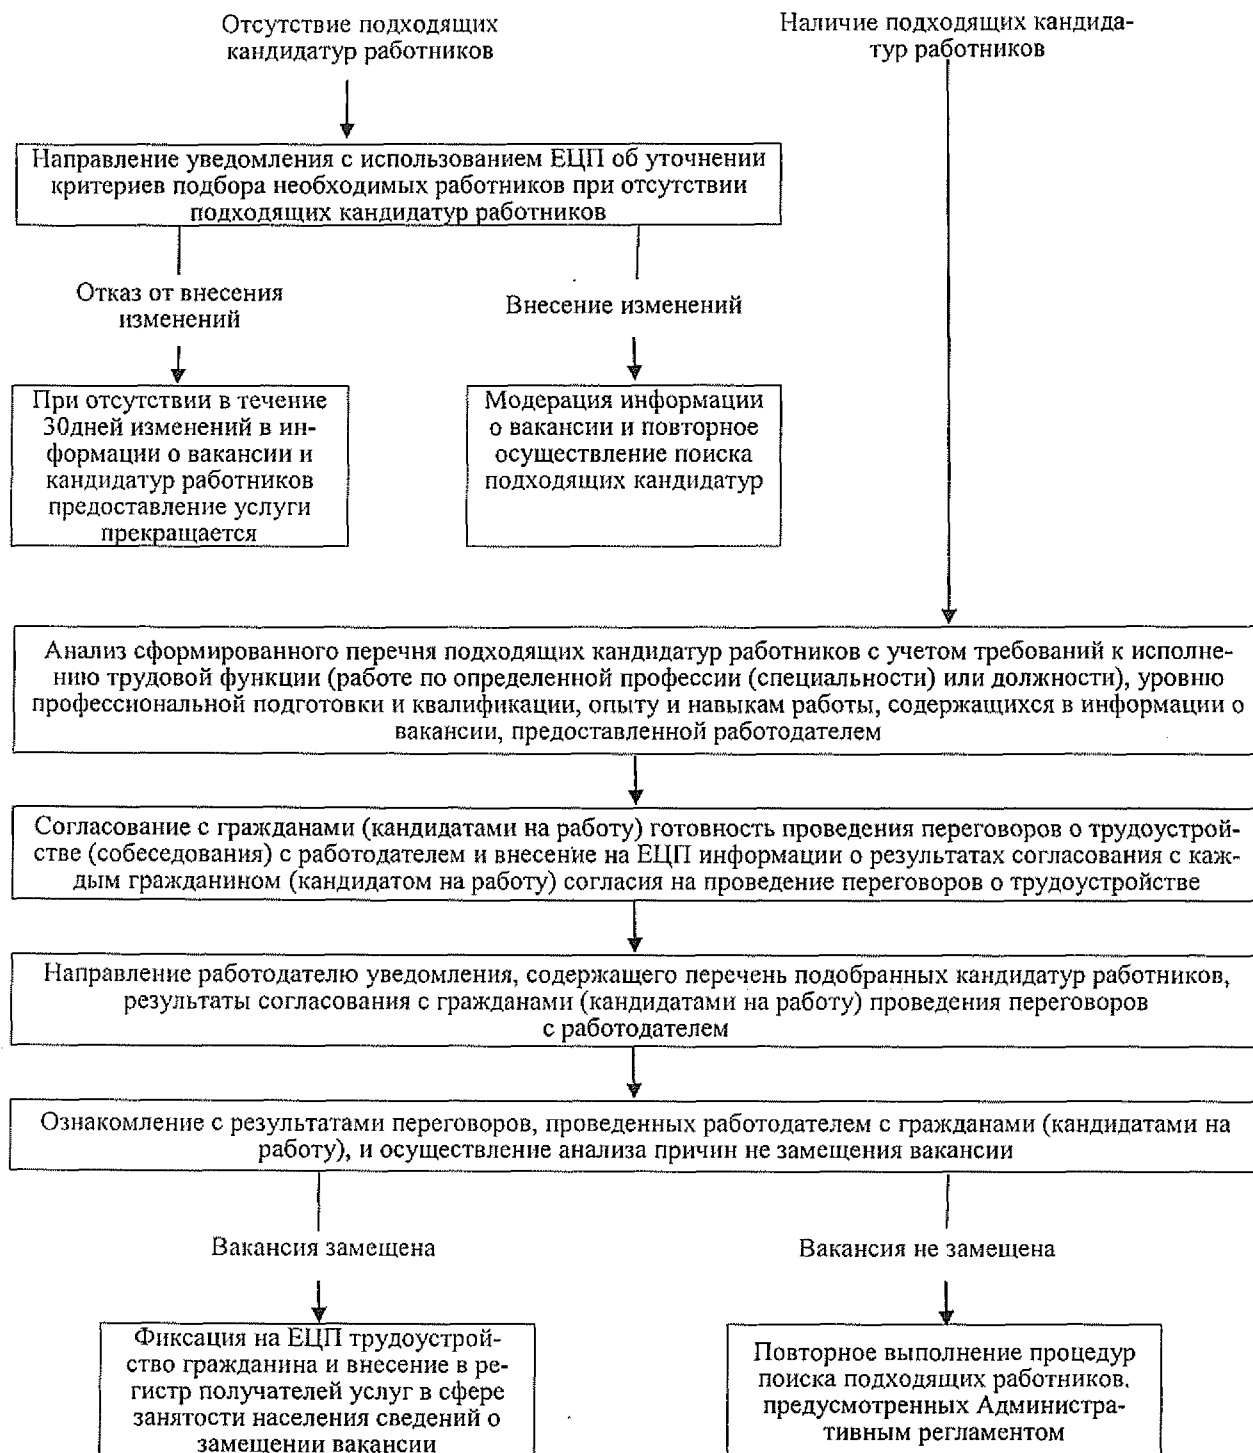 Отсутствие подходящих
кандидатур работников
Наличие подходящих кандида-
тур работников
Направление уведомления с использованием ЕЦП об уточнении
критериев подбора необходимых работников при отсутствии
подходящих кандидатур работников
Отказ от внесения
изменений
Внесение изменений
При отсутствии в течение
30дней изменений в ин-
формации о вакансии и
кандидатур работников
предоставление услуги
прекращается
Модерация информации
о вакансии и повторное
осуществление поиска
подходящих кандидатур
Анализ сформированного перечня подходящих кандидатур работников с учетом требований к исполне-
нию трудовой функции (работе по определенной профессии (специальности) или должности), уровню
профессиональной подготовки и квалификации, опыту и навыкам работы, содержащихся в информации о
вакансии, предоставленной работодателем
Согласование с гражданами (кандидатами на работу) готовность проведения переговоров о трудоустрой-
стве (собеседования) с работодателем и внесение на ЕЦП информации о результатах согласования с каж-
дым гражданином (кандидатом на работу) согласия на проведение переговоров о трудоустройстве
Направление работодателю уведомления, содержащего перечень подобранных кандидатур работников,
результаты согласования с гражданами (кандидатами на работу) проведения переговоров
с работодателем
Ознакомление с результатами переговоров, проведенных работодателем с гражданами (кандидатами на
работу), и осуществление анализа причин не замещения вакансии
Вакансия замещена
Вакансия не замещена
Фиксация на ЕЦП трудоустрой-
ство гражданина и внесение в ре-
гистр получателей услуг в сфере
занятости населения сведений о
замещении вакансии
Повторное выполнение процедур
поиска подходящих работников,
предусмотренных Администра-
тивным регламентом